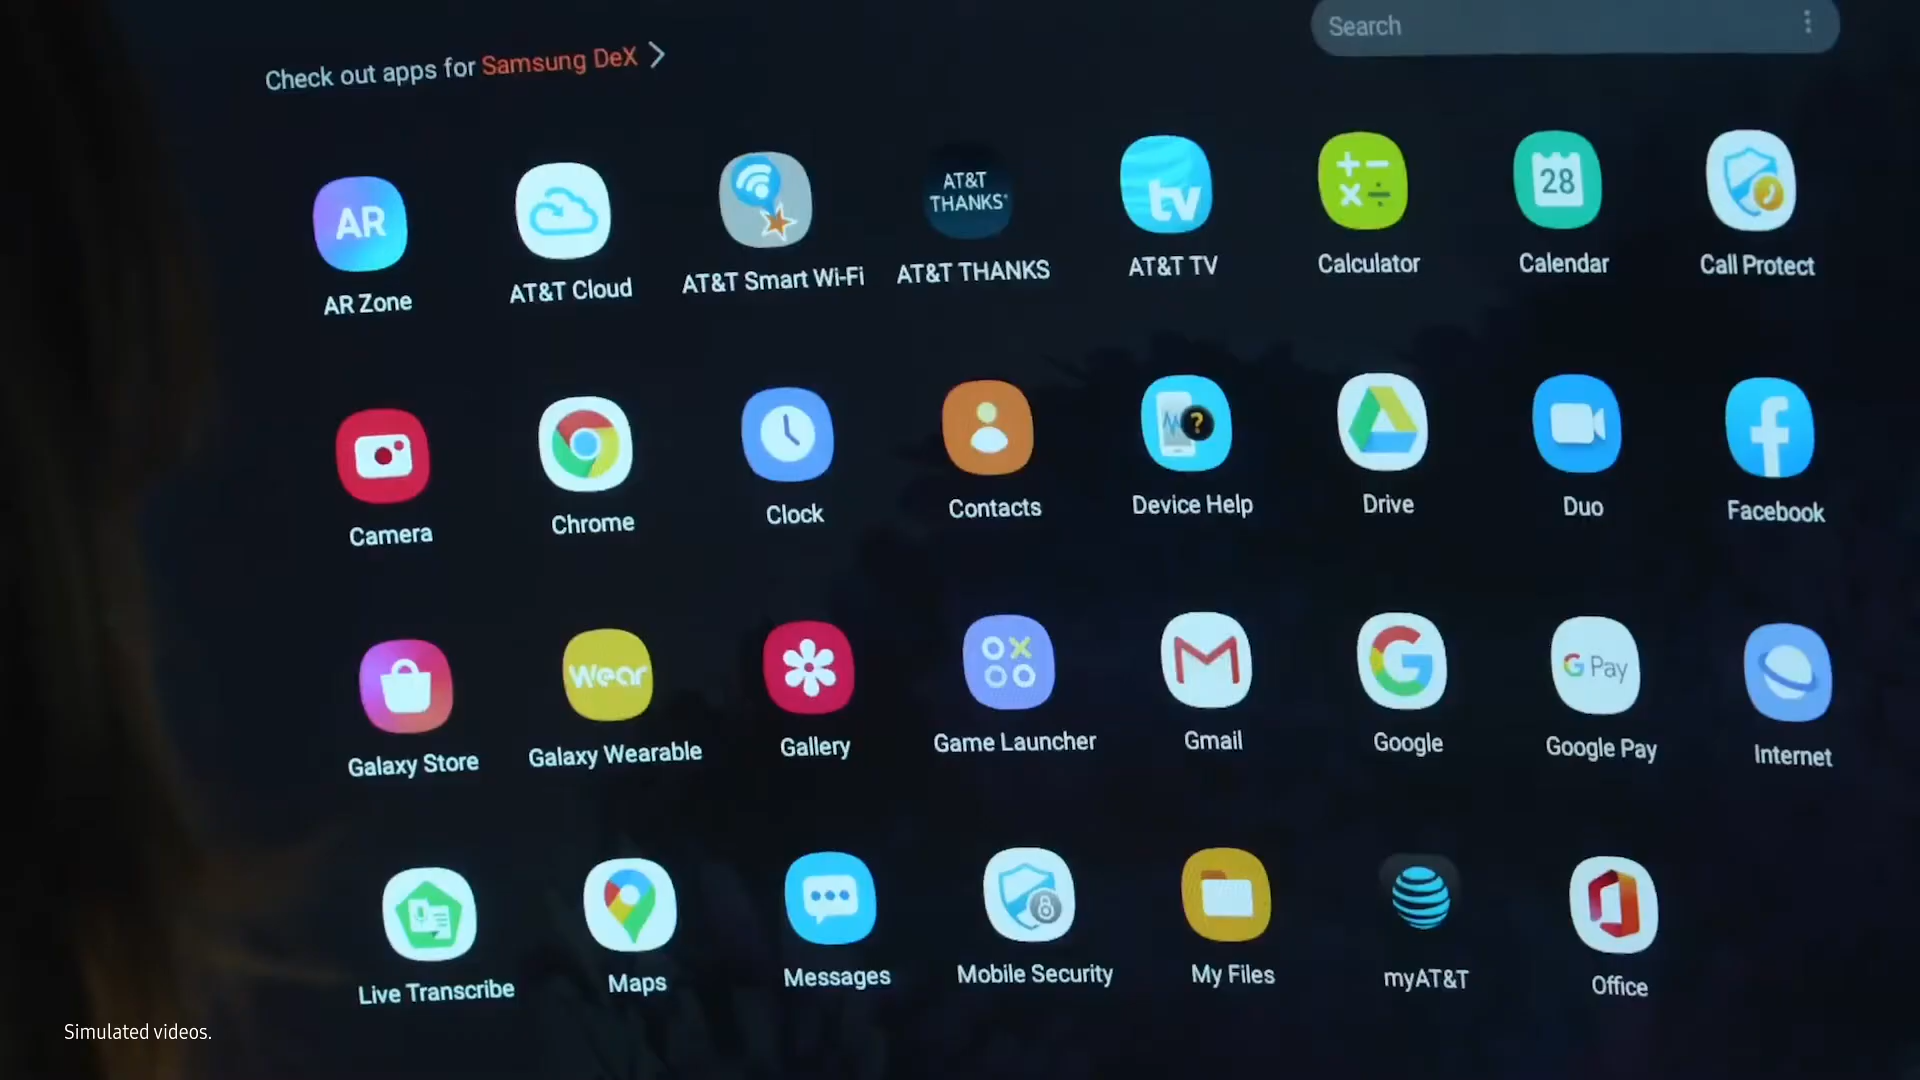 Search
Check out apps for Samsung DeX
AR
AT&T
THANKS
tv
28
AR Zone
AT&T Cloud
AT&T Smart Wi-Fi
AT&T THANKS
AT&T TV
Calculator
Calendar
Call Protect
?
Camera
Chrome
Clock
Contacts
Device Help
Drive
Duo
Facebook
Wear
G Pay
Galaxy Store
Galaxy Wearable
Gallery
Game Launcher
Gmail
Google
Google Pay
Internet
Live Transcribe
Maps
Messages
Mobile Security
My Files
myAT&T
Office
Simulated videos.